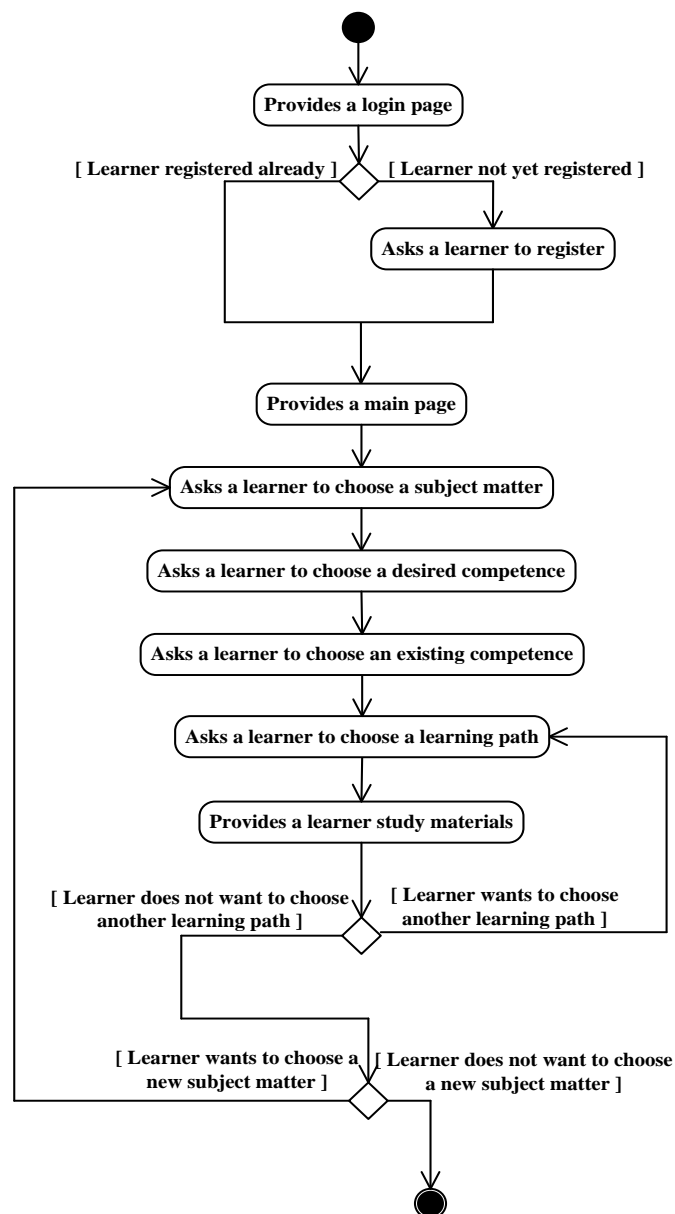 Provides a login page
[ Learner registered already ]
[ Learner not yet registered ]
Asks a learner to register
Provides a main page
Asks a learner to choose a subject matter
Asks a learner to choose a desired competence
Asks a learner to choose an existing competence
Asks a learner to choose a learning path
Provides a learner study materials
[ Learner does not want to choose
another learning path ]
[ Learner wants to choose
another learning path ]
[ Learner wants to choose a
new subject matter ]
[ Learner does not want to choose
a new subject matter ]